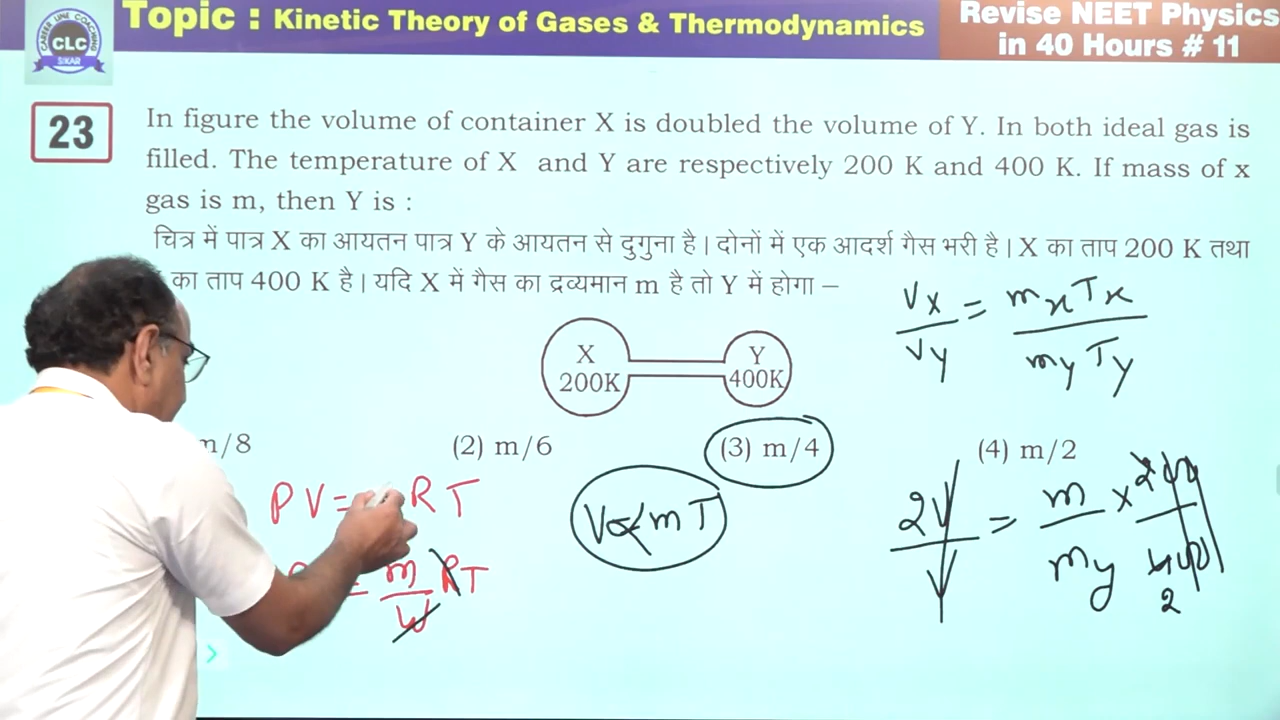 Topic : Kinetic Theory of Gases & Thermodynamics
Revise NEET Physics
in 40 Hours # 11
CAREER LINE COACHING
CLC
SIKAR
23
In figure the volume of container X is doubled the volume of Y. In both ideal gas is
filled. The temperature of X and Y are respectively 200 K and 400 K. If mass of x
gas is m, then Y is :
चित्र में पात्र X का आयतन पात्र Y के आयतन से दुगुना है। दोनों में एक आदर्श गैस भरी है। X का ताप 200 K तथा
का ताप 400 K है। यदि X में गैस का द्रव्यमान m है तो Y में होगा –
Vx/Vy = mxTx/myTy
X
200K
Y
400K
m/8
(2) m/6
(3) m/4
(4) m/2
PV= RT
V∝mT
2V/V = m/my × 200/400
2
= m/W RT